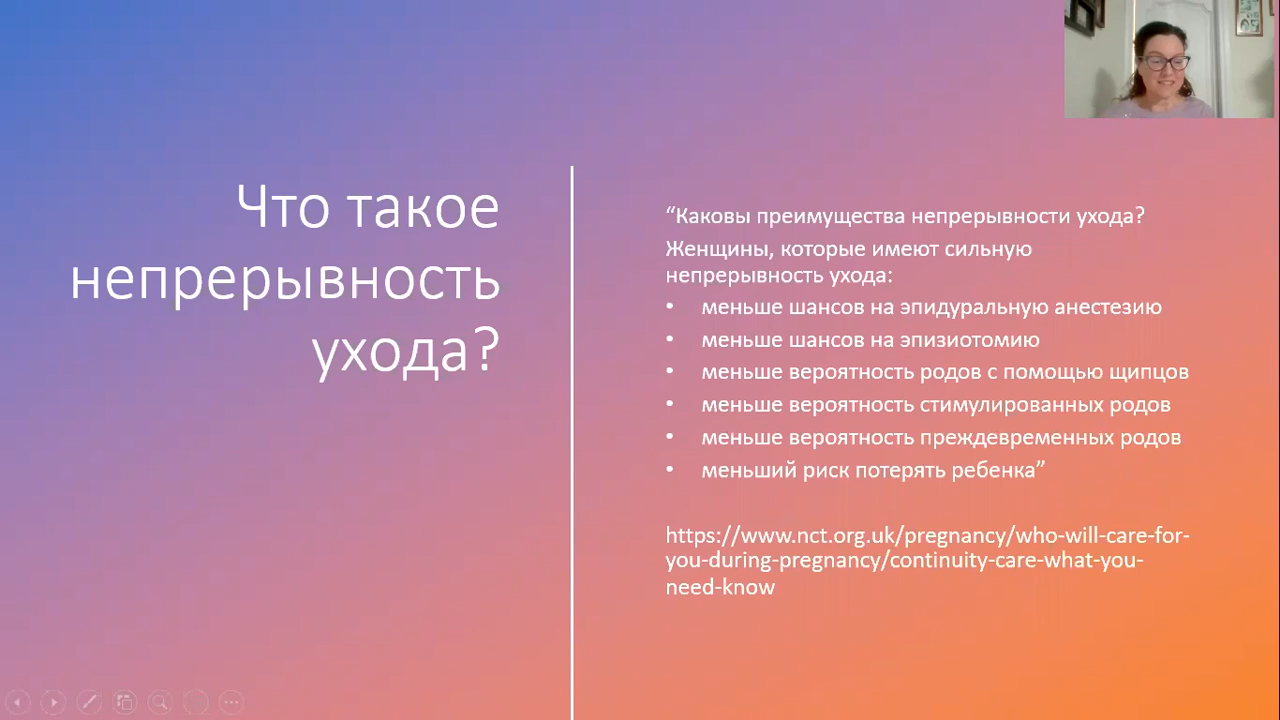 Что такое
непрерывность
ухода?
“Каковы преимущества непрерывности ухода?
Женщины, которые имеют сильную
непрерывность ухода:
• меньше шансов на эпидуральную анестезию
• меньше шансов на эпизиотомию
• меньше вероятность родов с помощью щипцов
• меньше вероятность стимулированных родов
• меньше вероятность преждевременных родов
• меньший риск потерять ребенка”
https://www.nct.org.uk/pregnancy/who-will-care-for-
you-during-pregnancy/continuity-care-what-you-
need-know